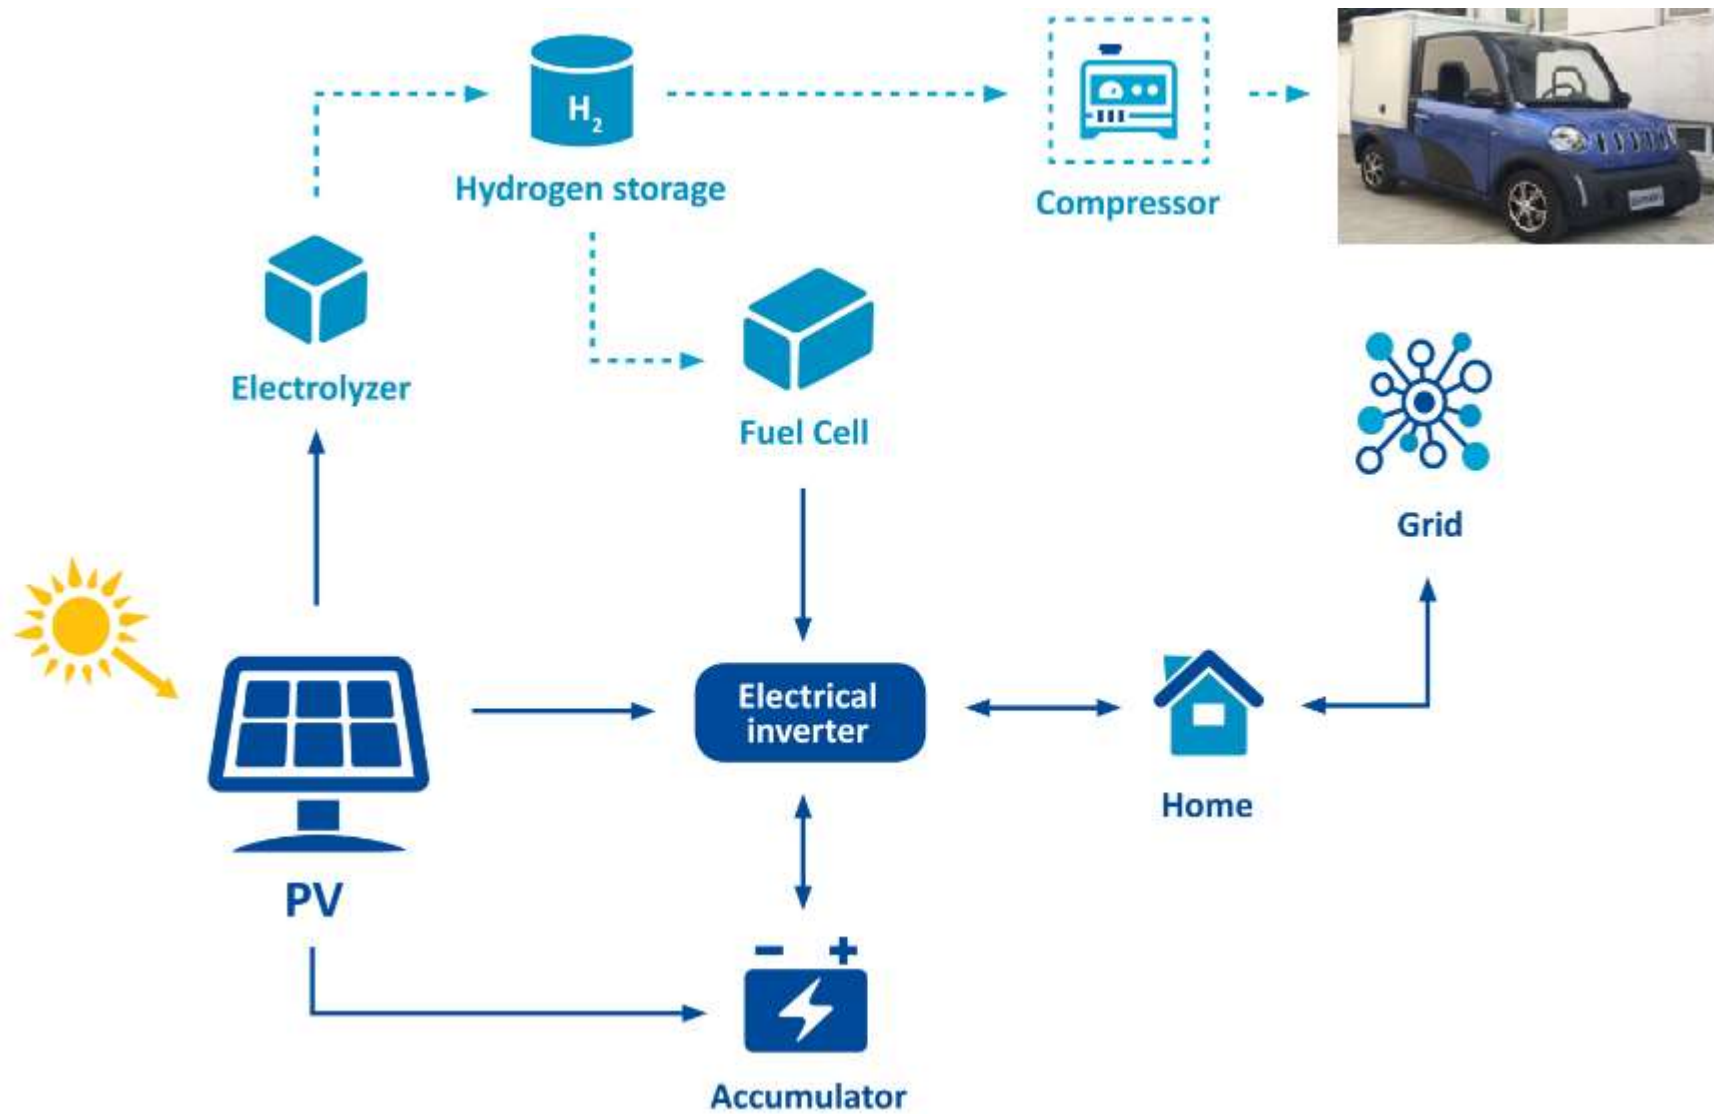 H2
Hydrogen storage
Compressor
Electrolyzer
Fuel Cell
Grid
Electrical
inverter
Home
PV
- +
Accumulator